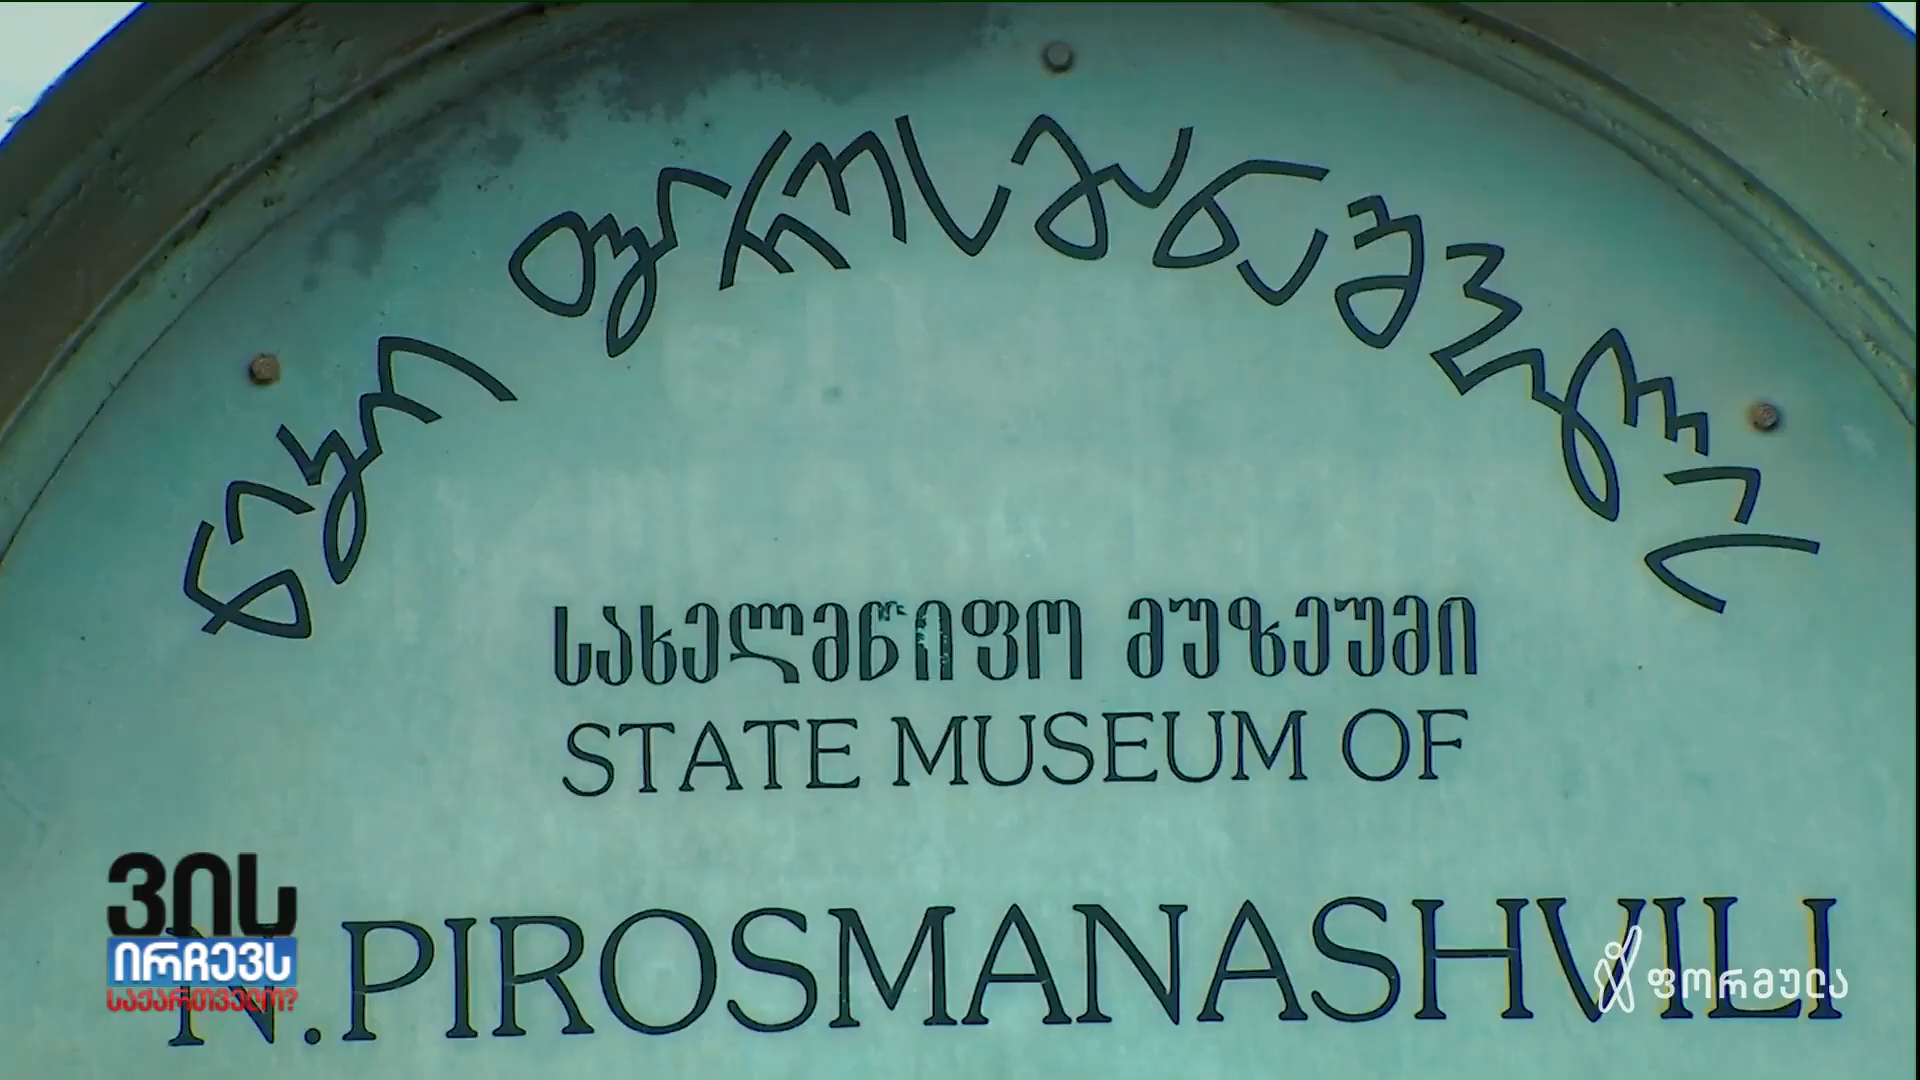 ნიკო ფიროსმანაშვილის
სახელმწიფო მუზეუმი
STATE MUSEUM OF
N.PIROSMANASHVILI
ვის
ირჩევს
საქართველო?
ფორმულა